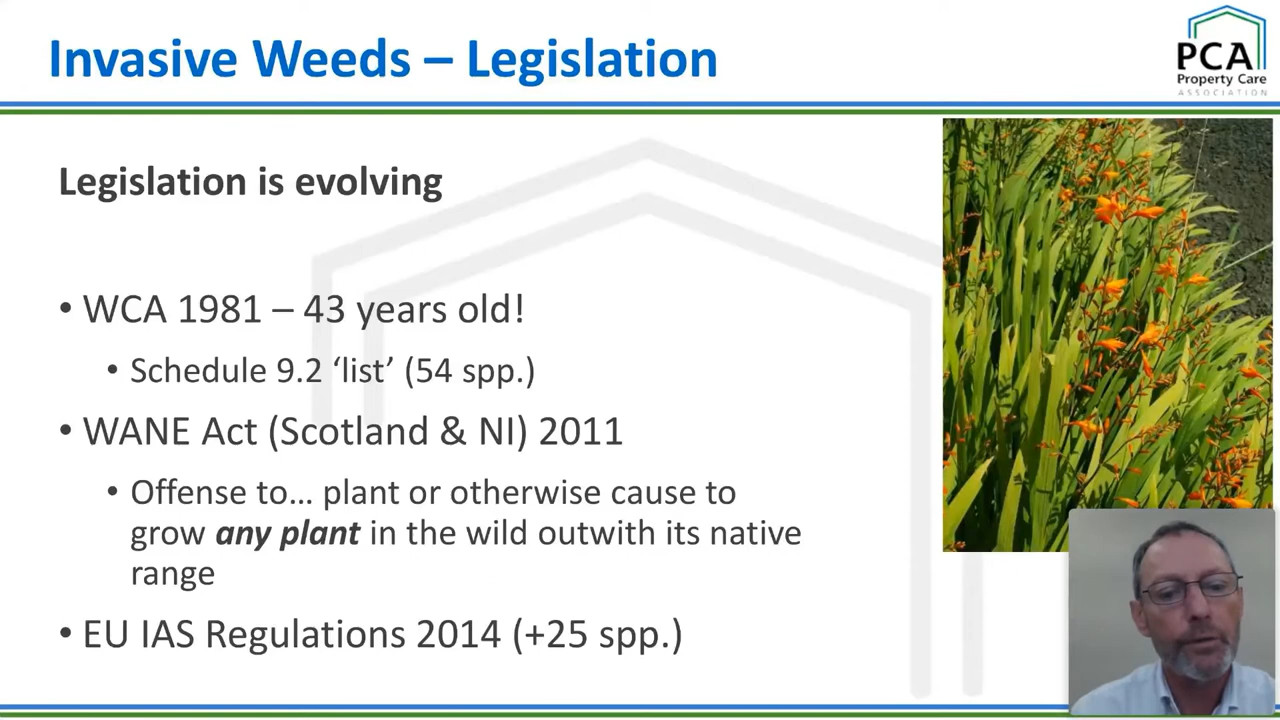 Invasive Weeds – Legislation
PCA
Property Care
ASSOCIATION
Legislation is evolving
• WCA 1981 – 43 years old!
• Schedule 9.2 ‘list’ (54 spp.)
• WANE Act (Scotland & NI) 2011
• Offense to… plant or otherwise cause to
grow any plant in the wild outwith its native
range
• EU IAS Regulations 2014 (+25 spp.)